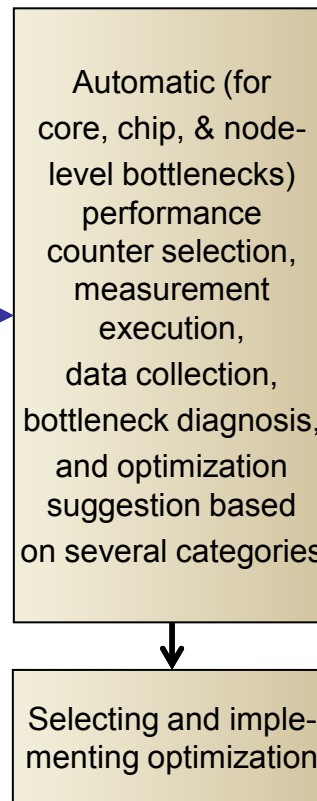 Automatic (for
core, chip, & node-
level bottlenecks)
performance
counter selection,
measurement
execution,
data collection,
bottleneck diagnosis,
and optimization
suggestion based
on several categories
Selecting and imple-
menting optimization